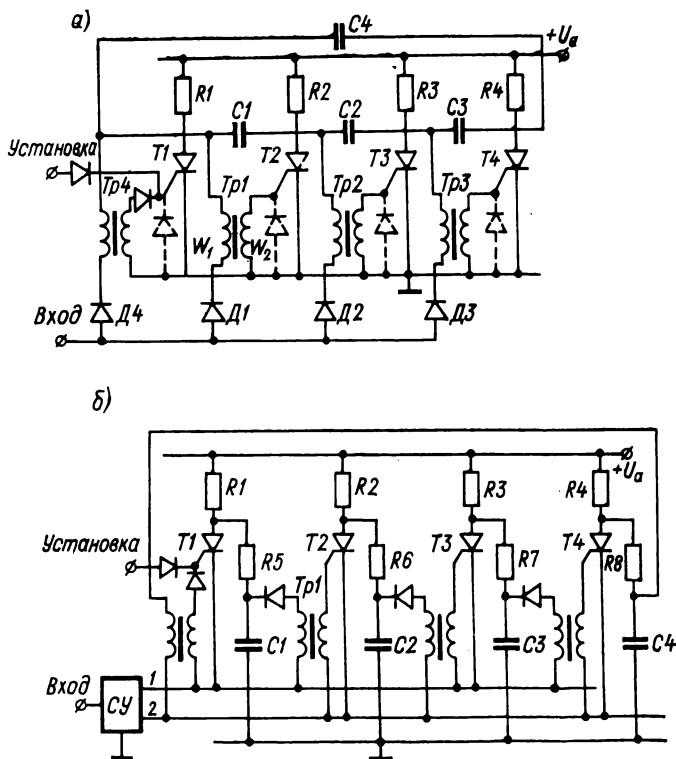 а)
C4
+Uа
R1
R2
R3
R4
C1
C2
C3
Установка
T1
T2
T3
T4
Тр4
Тр1
Тр2
Тр3
W1
W2
Вход
Д4
Д1
Д2
Д3
б)
+Uа
R1
R2
R3
R4
Установка
T1
T2
T3
T4
R5
R6
R7
R8
Тр1
C1
C2
C3
C4
Вход
СУ
1
2